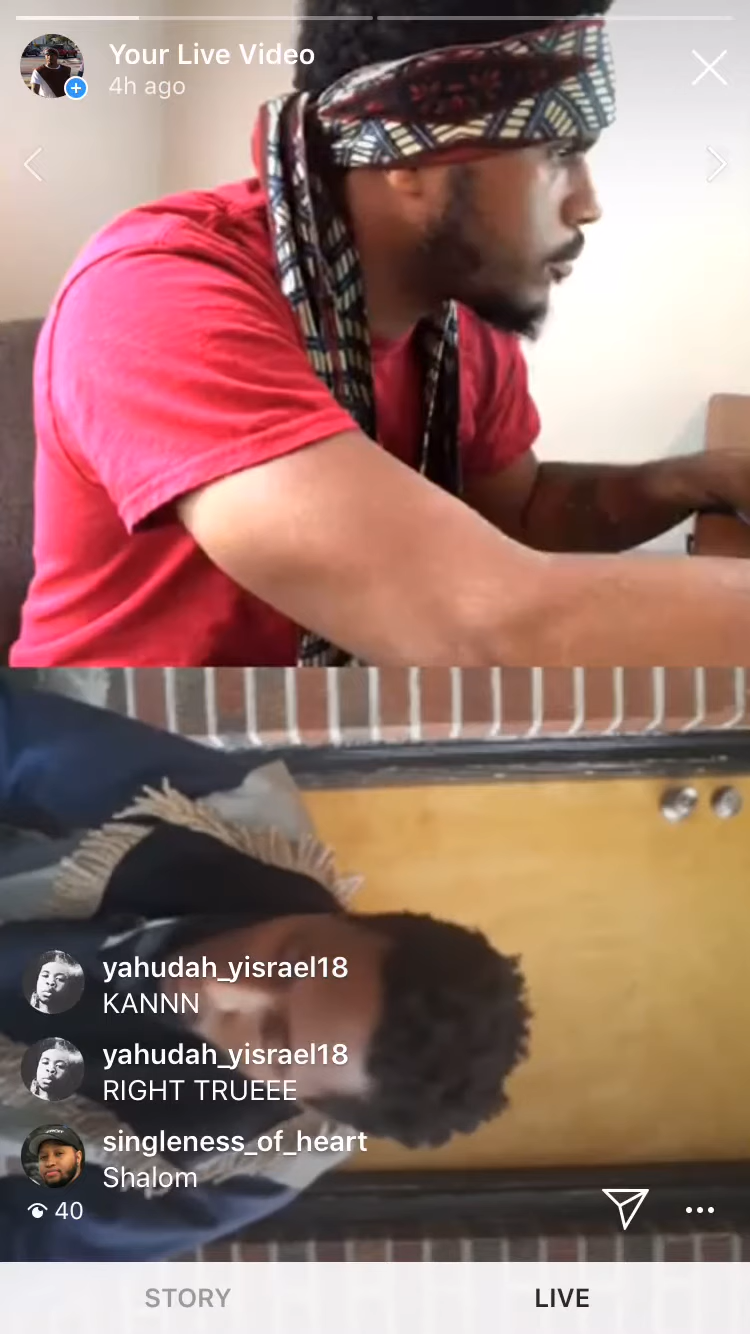 Your Live Video
4h ago
yahudah_yisrael18
KANNN
yahudah_yisrael18
RIGHT TRUEEE
singleness_of_heart
Shalom
40
STORY
LIVE